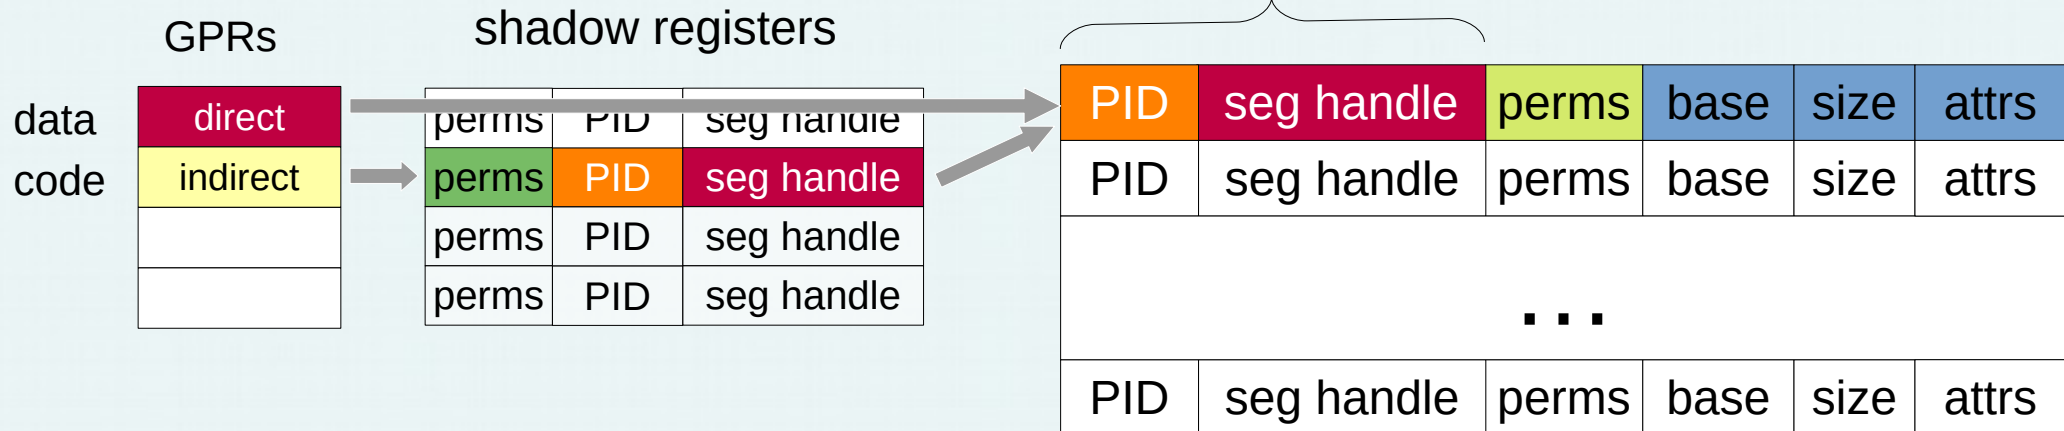 GPRs
shadow registers
data
direct
perms PID seg handle
PID seg handle perms base size attrs
code
indirect
perms PID seg handle
PID seg handle perms base size attrs
perms PID seg handle
perms PID seg handle
...
PID seg handle perms base size attrs